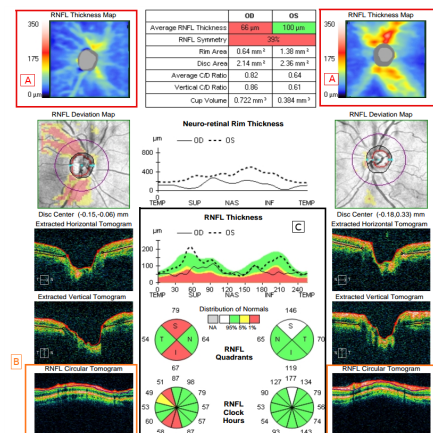 RNFL Thickness Map
OD OS
RNFL Thickness Map
350
175
0 µm
A
Average RNFL Thickness 66 µm 100 µm
RNFL Symmetry 39%
Rim Area 0.64 mm² 1.38 mm²
Disc Area 2.14 mm² 2.36 mm²
Average C/D Ratio 0.82 0.64
Vertical C/D Ratio 0.86 0.61
Cup Volume 0.722 mm³ 0.384 mm³
350
175
0 µm
A
RNFL Deviation Map
Neuro-retinal Rim Thickness
RNFL Deviation Map
µm
OD OS
800
400
0
TEMP SUP NAS INF TEMP
Disc Center (-0.15,-0.06) mm
Disc Center (-0.18,0.33) mm
Extracted Horizontal Tomogram
RNFL Thickness
C
Extracted Horizontal Tomogram
µm
OD OS
200
100
0
0 30 60 90 120 150 180 210 240
TEMP SUP NAS INF TEMP
Extracted Vertical Tomogram
Extracted Vertical Tomogram
Distribution of Normals
NA 95% 5% 1%
79
S
54 T N 64
I
67
RNFL
Quadrants
146
S
65 N T 70
I
119
B
RNFL Circular Tomogram
RNFL Circular Tomogram
RNFL
Clock
Hours
51 87 98
49 79
53 57
60 57
58 87
127 177 134
98 79
53 56
54 74
93 143